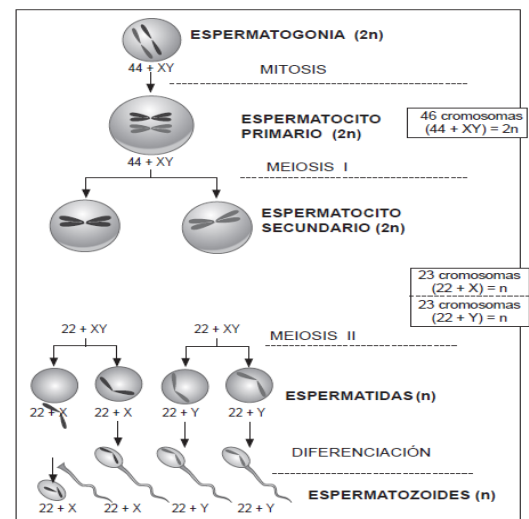 ESPERMATOGONIA (2n)
44 + XY
MITOSIS
ESPERMATOCITO
PRIMARIO (2n)
46 cromosomas
(44 + XY) = 2n
44 + XY
MEIOSIS I
ESPERMATOCITO
SECUNDARIO (2n)
23 cromosomas
(22 + X) = n
23 cromosomas
(22 + Y) = n
22 + XY 22 + XY
MEIOSIS II
ESPERMATIDAS (n)
22 + X 22 + X 22 + Y 22 + Y
DIFERENCIACIÓN
ESPERMATOZOIDES (n)
22 + X 22 + X 22 + Y 22 + Y